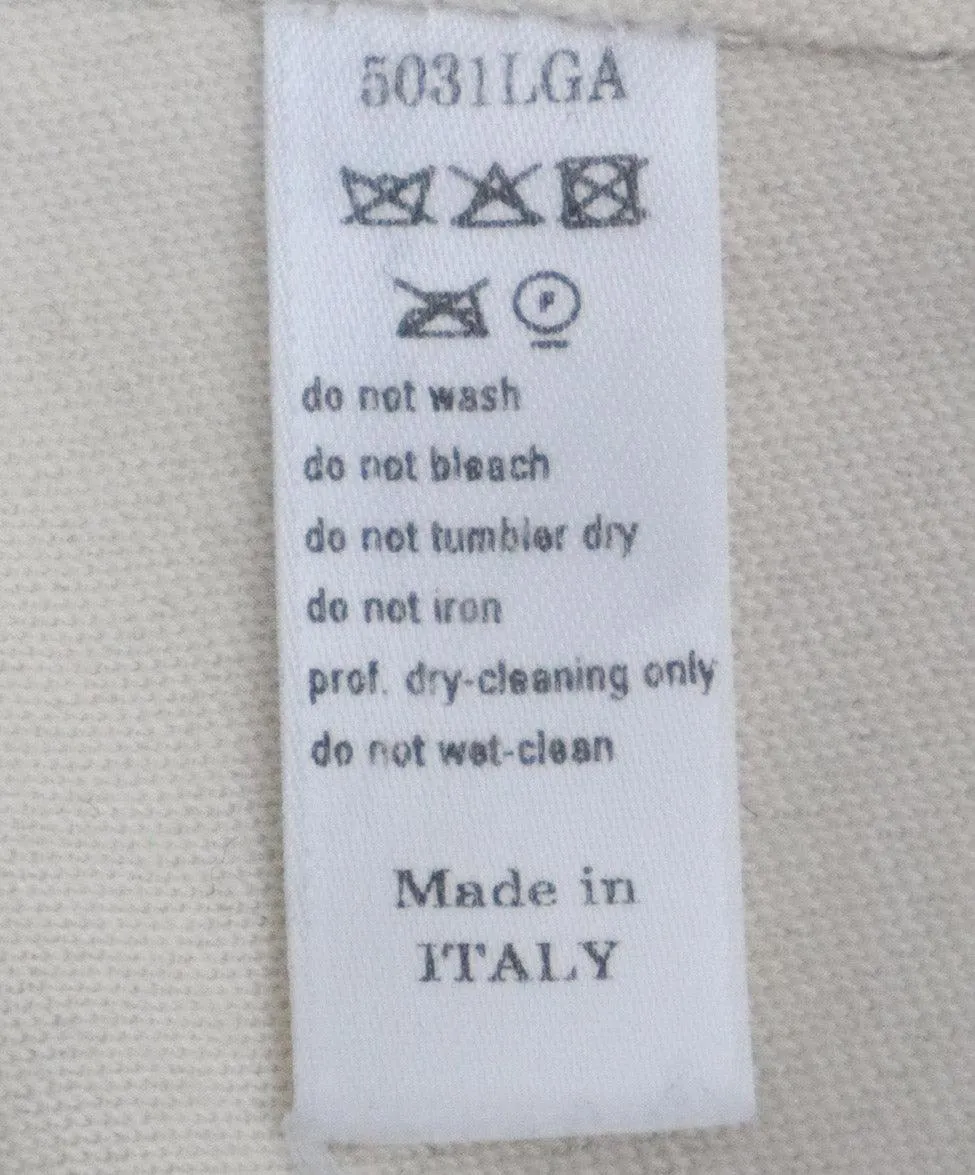 5031LGA
P
do not wash
do not bleach
do not tumbler dry
do not iron
prof. dry-cleaning only
do not wet-clean
Made in
ITALY